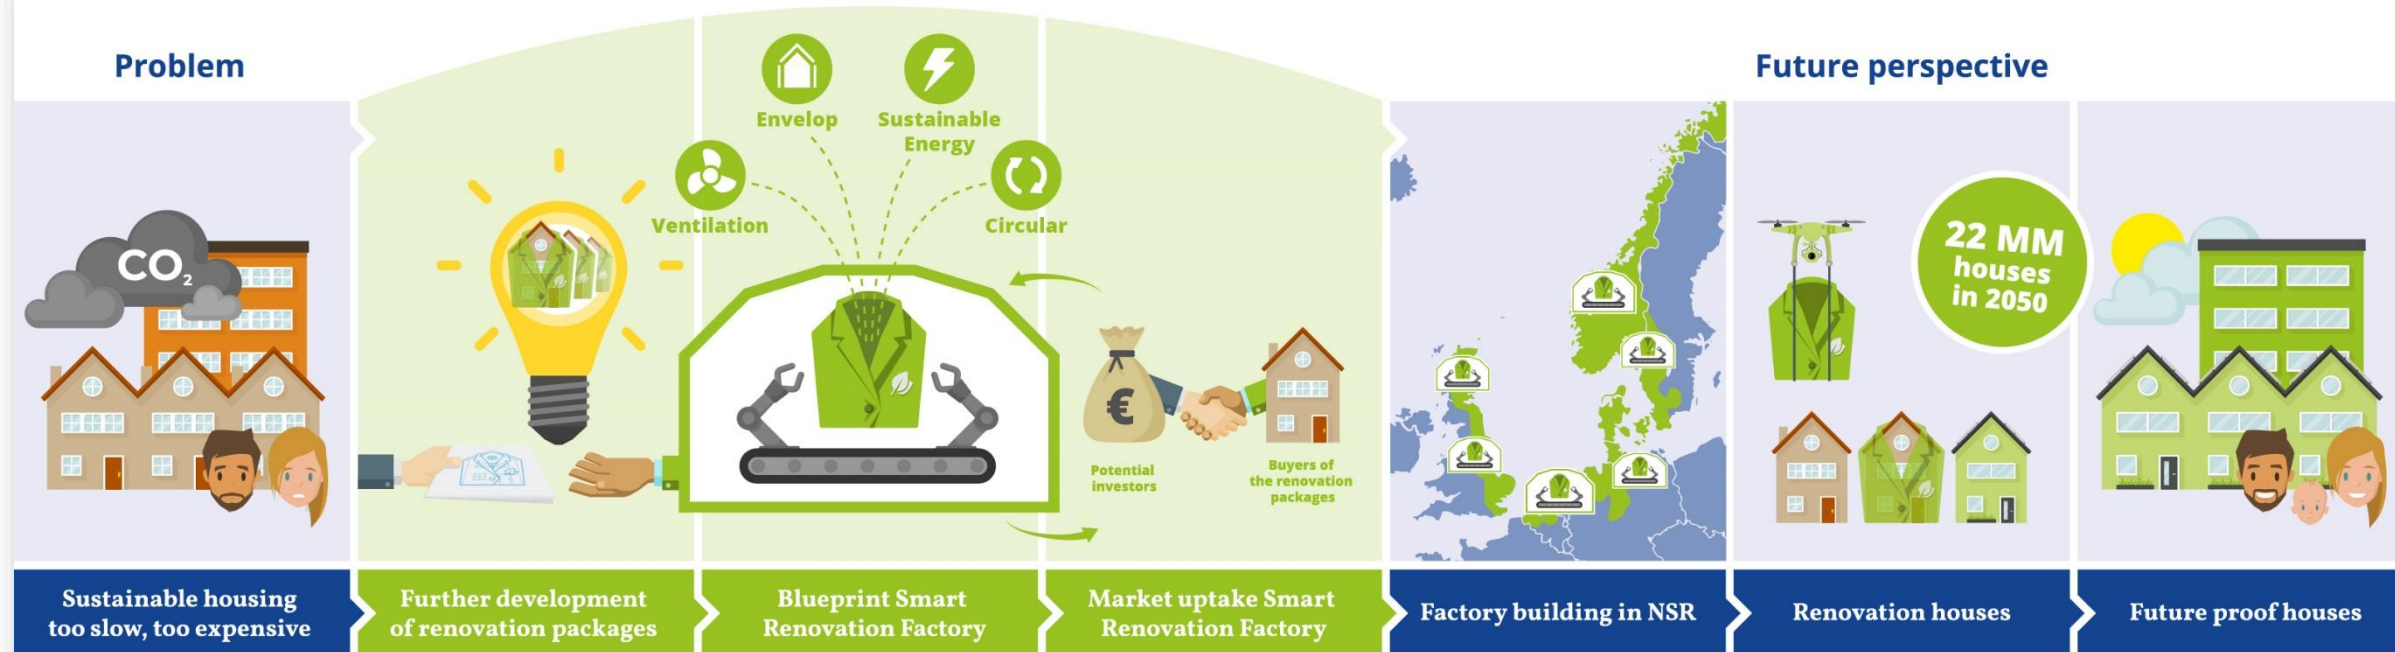 Problem
Future perspective
Envelop
Sustainable
Energy
Ventilation
Circular
CO2
€
Potential
investors
Buyers of
the renovation
packages
22 MM
houses
in 2050
Sustainable housing
too slow, too expensive
Further development
of renovation packages
Blueprint Smart
Renovation Factory
Market uptake Smart
Renovation Factory
Factory building in NSR
Renovation houses
Future proof houses